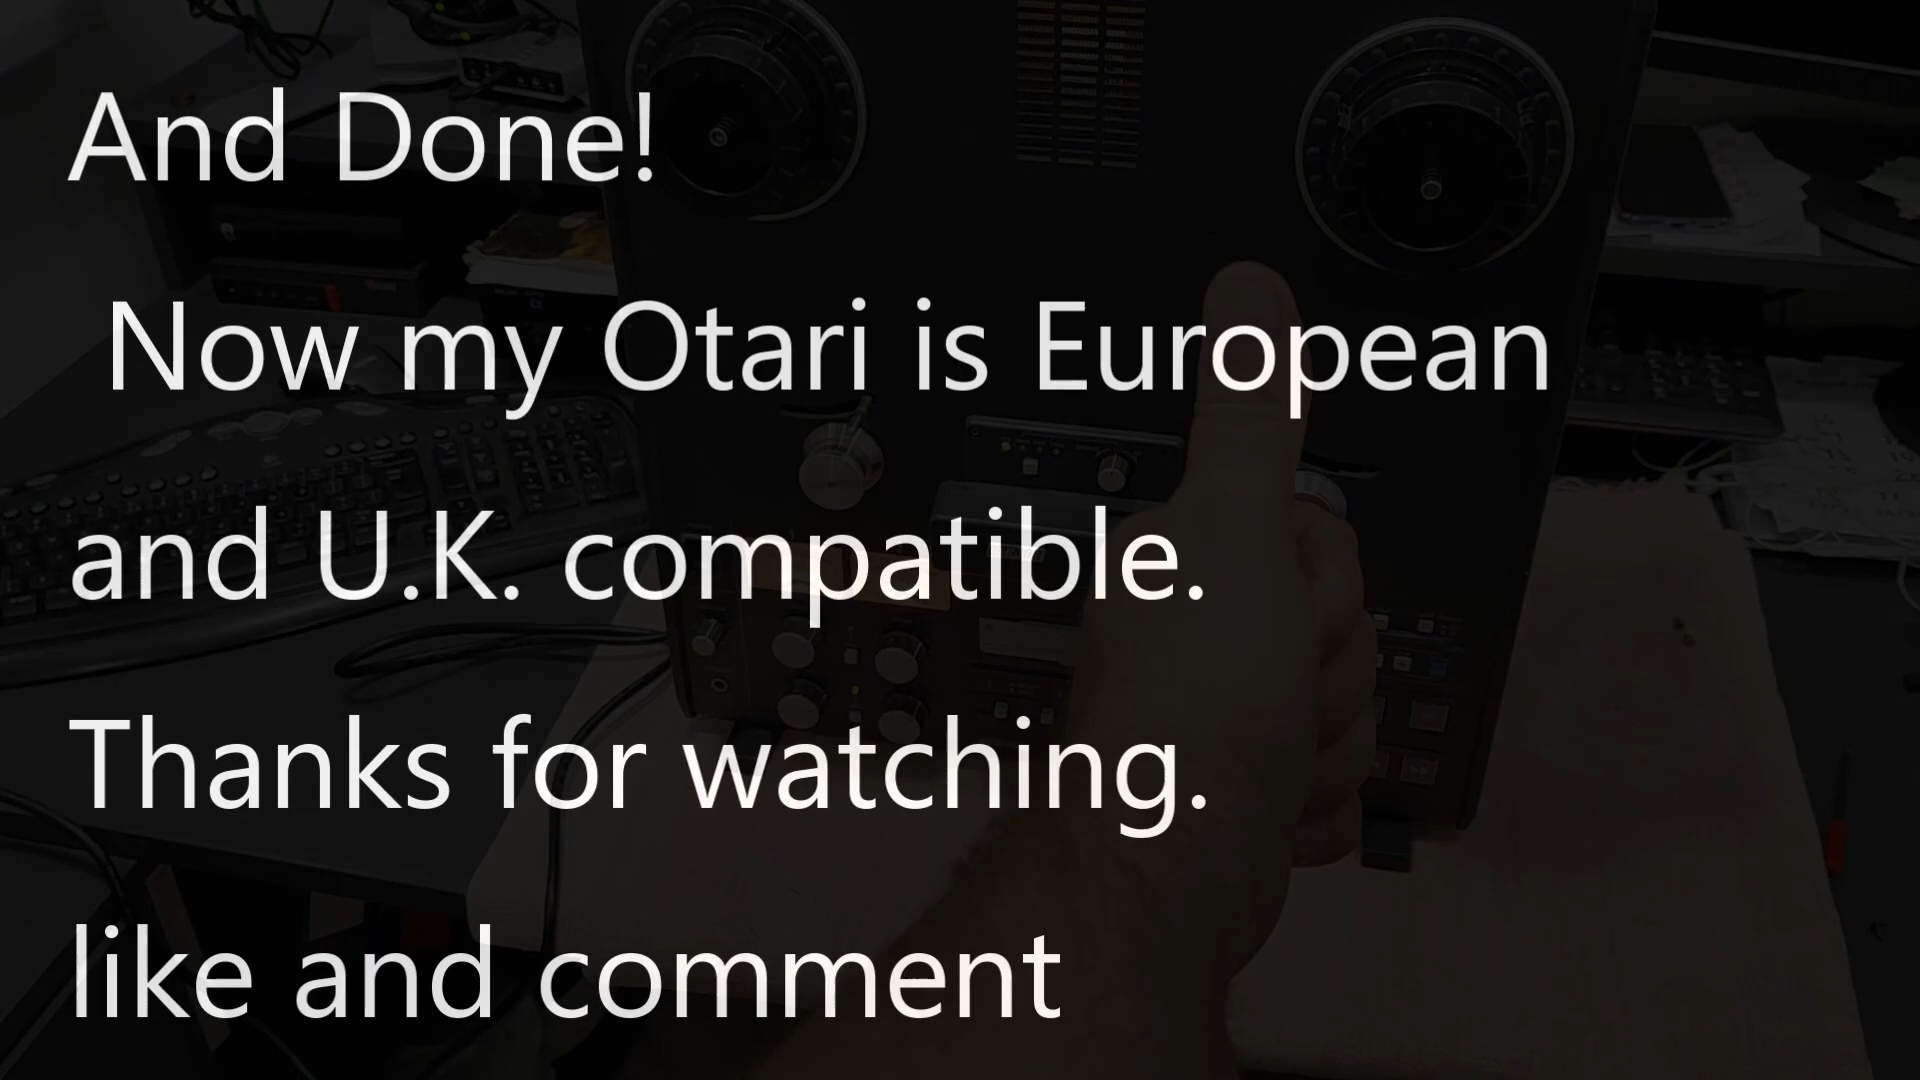 And Done!
Now my Otari is European
and U.K. compatible.
Thanks for watching.
like and comment